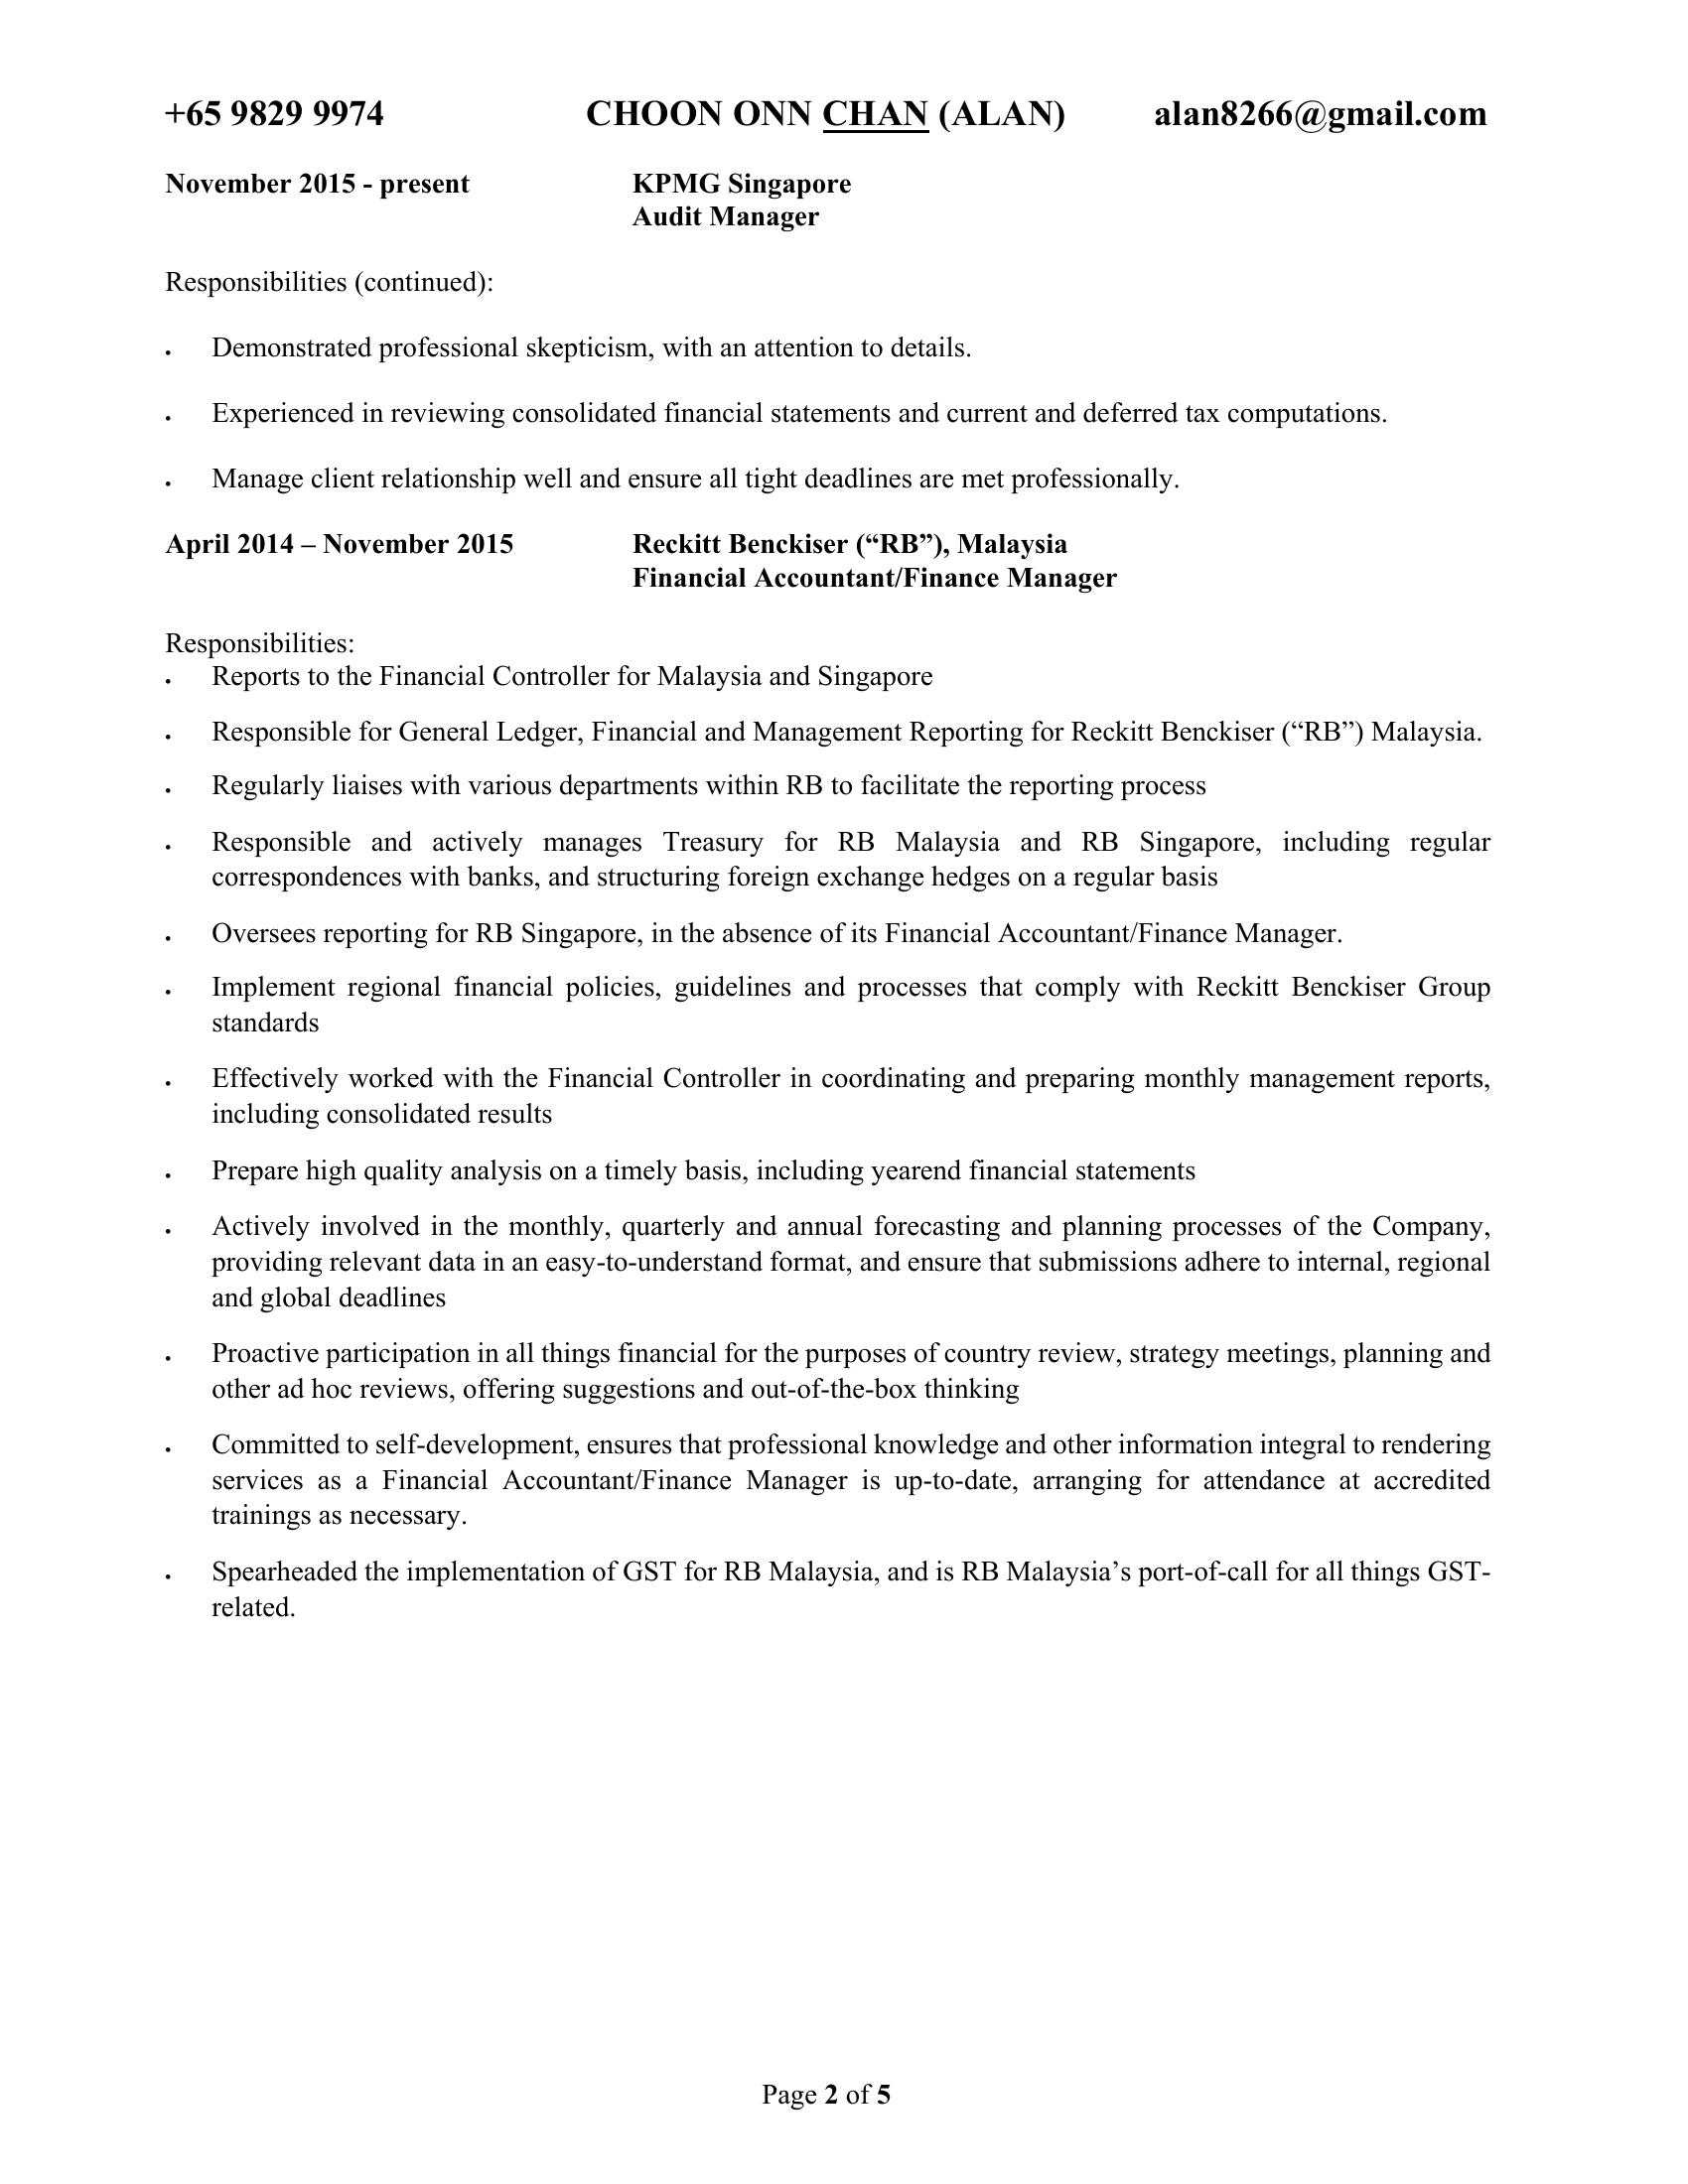 +65 9829 9974 CHOON ONN CHAN (ALAN) alan8266@gmail.com
November 2015 - present KPMG Singapore
Audit Manager
Responsibilities (continued):
• Demonstrated professional skepticism, with an attention to details.
• Experienced in reviewing consolidated financial statements and current and deferred tax computations.
• Manage client relationship well and ensure all tight deadlines are met professionally.
April 2014 – November 2015 Reckitt Benckiser (“RB”), Malaysia
Financial Accountant/Finance Manager
Responsibilities:
• Reports to the Financial Controller for Malaysia and Singapore
• Responsible for General Ledger, Financial and Management Reporting for Reckitt Benckiser (“RB”) Malaysia.
• Regularly liaises with various departments within RB to facilitate the reporting process
• Responsible and actively manages Treasury for RB Malaysia and RB Singapore, including regular
correspondences with banks, and structuring foreign exchange hedges on a regular basis
• Oversees reporting for RB Singapore, in the absence of its Financial Accountant/Finance Manager.
• Implement regional financial policies, guidelines and processes that comply with Reckitt Benckiser Group
standards
• Effectively worked with the Financial Controller in coordinating and preparing monthly management reports,
including consolidated results
• Prepare high quality analysis on a timely basis, including yearend financial statements
• Actively involved in the monthly, quarterly and annual forecasting and planning processes of the Company,
providing relevant data in an easy-to-understand format, and ensure that submissions adhere to internal, regional
and global deadlines
• Proactive participation in all things financial for the purposes of country review, strategy meetings, planning and
other ad hoc reviews, offering suggestions and out-of-the-box thinking
• Committed to self-development, ensures that professional knowledge and other information integral to rendering
services as a Financial Accountant/Finance Manager is up-to-date, arranging for attendance at accredited
trainings as necessary.
• Spearheaded the implementation of GST for RB Malaysia, and is RB Malaysia’s port-of-call for all things GST-
related.
Page 2 of 5